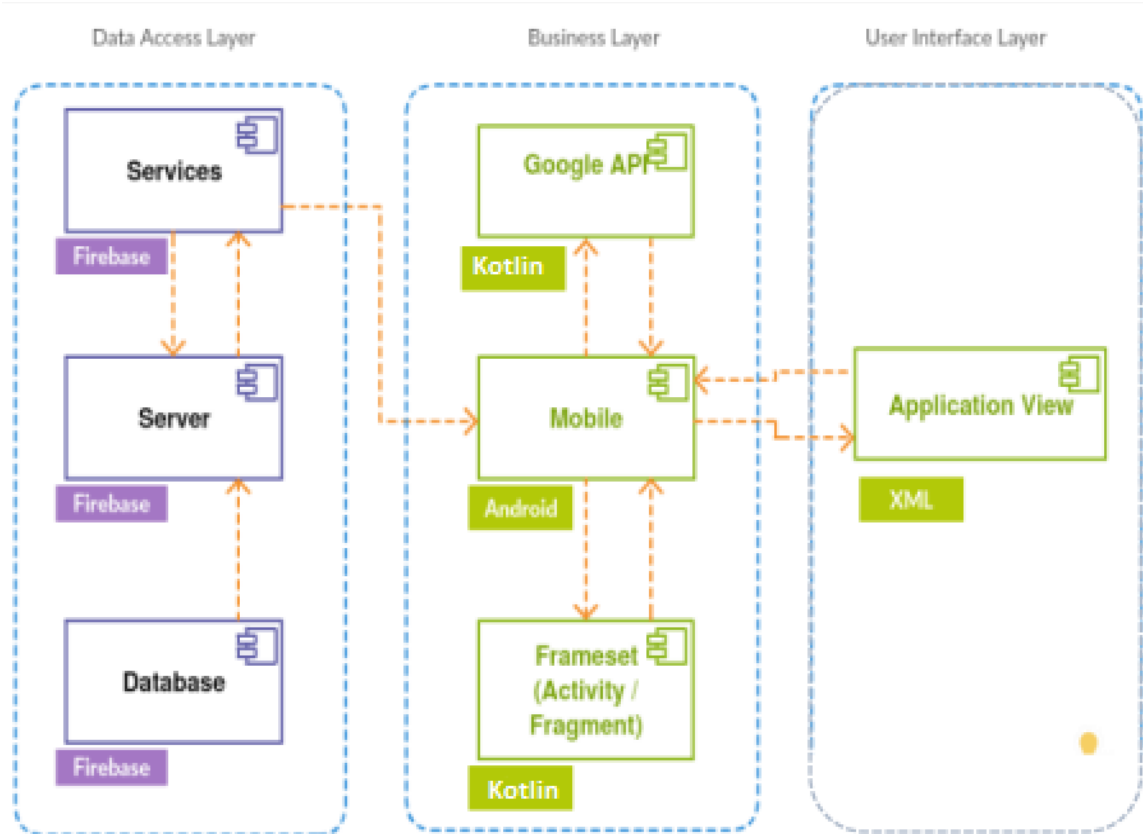 Data Access Layer
Business Layer
User Interface Layer
Services
Firebase
Server
Firebase
Database
Firebase
Google API
Kotlin
Mobile
Android
Frameset
(Activity /
Fragment)
Kotlin
Application View
XML